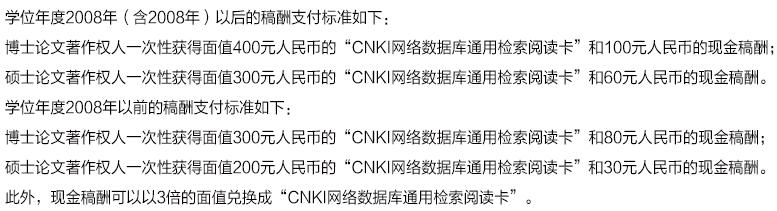 学位年度2008年（含2008年）以后的稿酬支付标准如下：
博士论文著作权人一次性获得面值400元人民币的“CNKI网络数据库通用检索阅读卡”和100元人民币的现金稿酬；
硕士论文著作权人一次性获得面值300元人民币的“CNKI网络数据库通用检索阅读卡”和60元人民币的现金稿酬。
学位年度2008年以前的稿酬支付标准如下：
博士论文著作权人一次性获得面值300元人民币的“CNKI网络数据库通用检索阅读卡”和80元人民币的现金稿酬；
硕士论文著作权人一次性获得面值200元人民币的“CNKI网络数据库通用检索阅读卡”和30元人民币的现金稿酬。
此外，现金稿酬可以以3倍的面值兑换成“CNKI网络数据库通用检索阅读卡”。